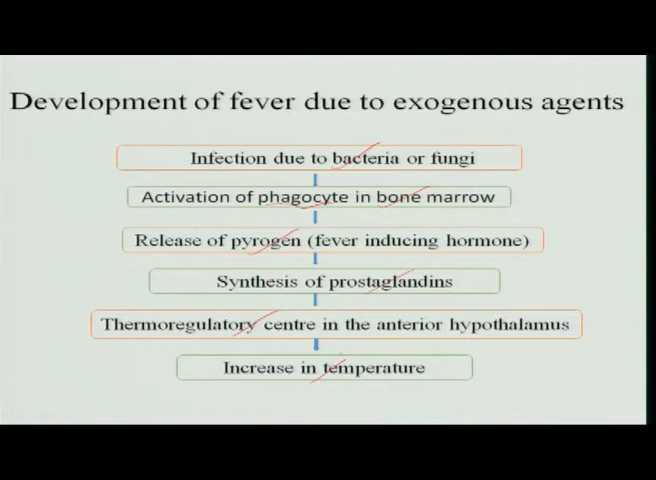 Development of fever due to exogenous agents
Infection due to bacteria or fungi
Activation of phagocyte in bone marrow
Release of pyrogen (fever inducing hormone)
Synthesis of prostaglandins
Thermoregulatory centre in the anterior hypothalamus
Increase in temperature